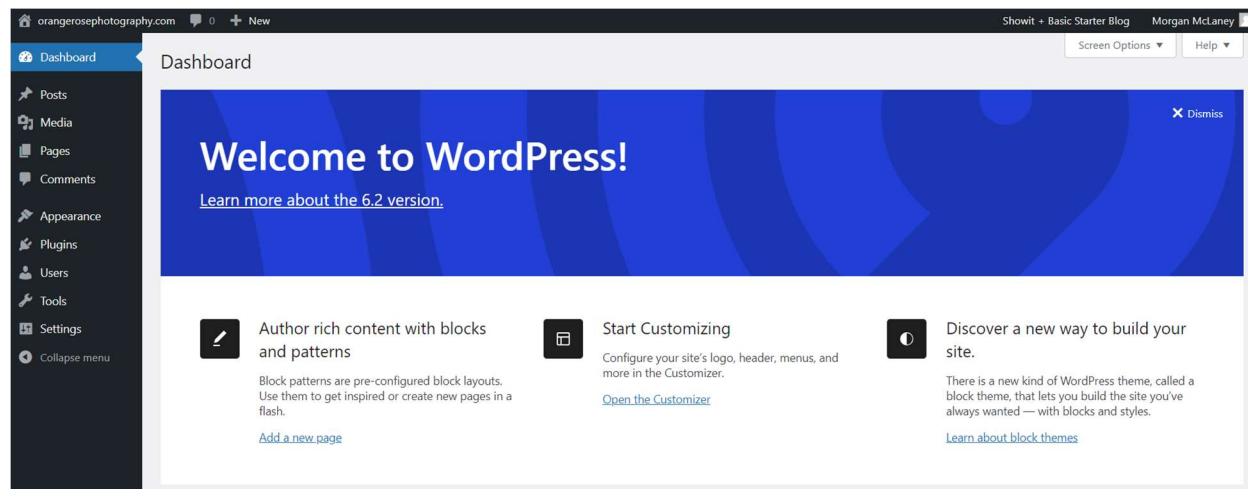 orangerosephotography.com 0 New Showit + Basic Starter Blog Morgan McLaney
Dashboard
Posts
Media
Pages
Comments
Appearance
Plugins
Users
Tools
Settings
Collapse menu
Screen Options Help
Dashboard
Dismiss
Welcome to WordPress!
Learn more about the 6.2 version.
Author rich content with blocks
and patterns
Block patterns are pre-configured block layouts.
Use them to get inspired or create new pages in a
flash.
Add a new page
Start Customizing
Configure your site's logo, header, menus, and
more in the Customizer.
Open the Customizer
Discover a new way to build your
site.
There is a new kind of WordPress theme, called a
block theme, that lets you build the site you've
always wanted — with blocks and styles.
Learn about block themes